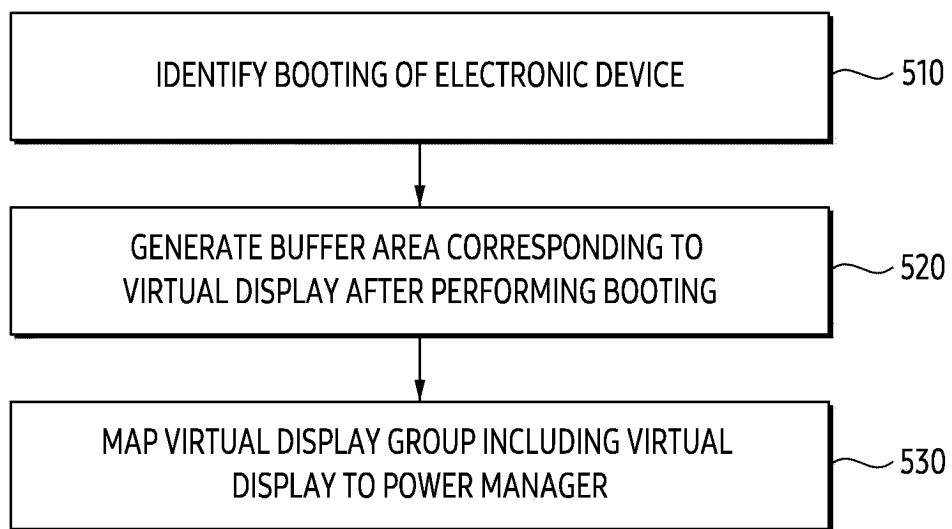 IDENTIFY BOOTING OF ELECTRONIC DEVICE
510
GENERATE BUFFER AREA CORRESPONDING TO
VIRTUAL DISPLAY AFTER PERFORMING BOOTING
520
MAP VIRTUAL DISPLAY GROUP INCLUDING VIRTUAL
DISPLAY TO POWER MANAGER
530